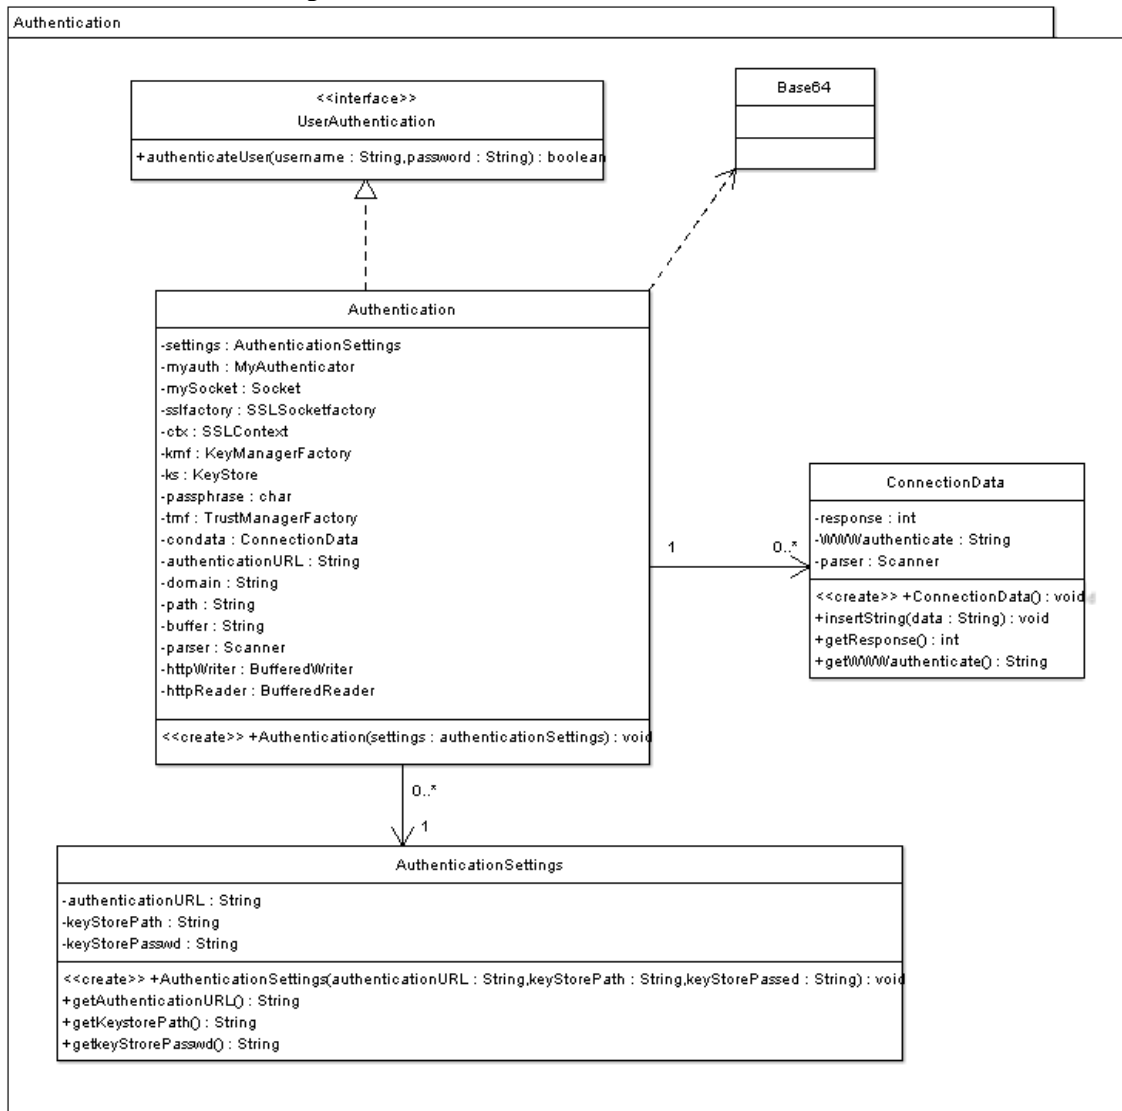 Authentication
<<interface>>
UserAuthentication
+authenticateUser(username : String,password : String) : boolean
Base64
Authentication
-settings : AuthenticationSettings
-myauth : MyAuthenticator
-mySocket : Socket
-sslfactory : SSLSocketfactory
-ctx : SSLContext
-kmf : KeyManagerFactory
-ks : KeyStore
-passphrase : char
-tmf : TrustManagerFactory
-condata : ConnectionData
-authenticationURL : String
-domain : String
-path : String
-buffer : String
-parser : Scanner
-httpWriter : BufferedWriter
-httpReader : BufferedReader
<<create>> +Authentication(settings : authenticationSettings) : void
1
0..*
ConnectionData
-response : int
-WWWauthenticate : String
-parser : Scanner
<<create>> +ConnectionData() : void
+insertString(data : String) : void
+getResponse() : int
+getWWWauthenticate() : String
0..*
1
AuthenticationSettings
-authenticationURL : String
-keyStorePath : String
-keyStorePasswd : String
<<create>> +AuthenticationSettings(authenticationURL : String,keyStorePath : String,keyStorePassed : String) : void
+getAuthenticationURL() : String
+getKeystorePath() : String
+getkeyStrorePasswd() : String